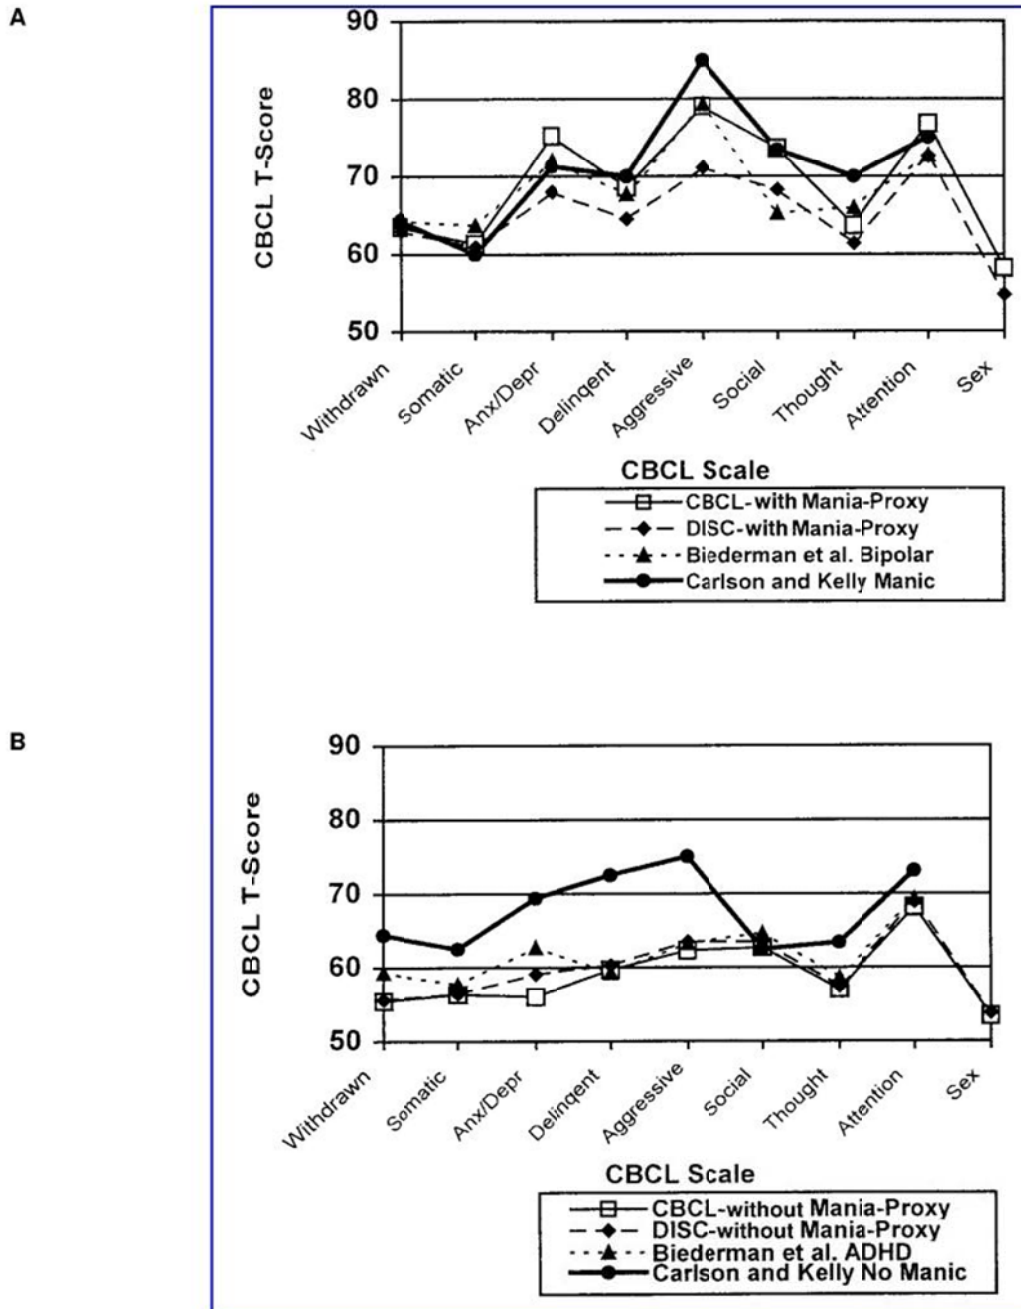 A
90
80
70
60
50
CBCL T-Score
Withdrawn
Somatic
Anx/Depr
Delinqent
Aggressive
Social
Thought
Attention
Sex
CBCL Scale
CBCL-with Mania-Proxy
DISC-with Mania-Proxy
Biederman et al. Bipolar
Carlson and Kelly Manic
B
90
80
70
60
50
CBCL T-Score
Withdrawn
Somatic
Anx/Depr
Delinqent
Aggressive
Social
Thought
Attention
Sex
CBCL Scale
CBCL-without Mania-Proxy
DISC-without Mania-Proxy
Biederman et al. ADHD
Carlson and Kelly No Manic